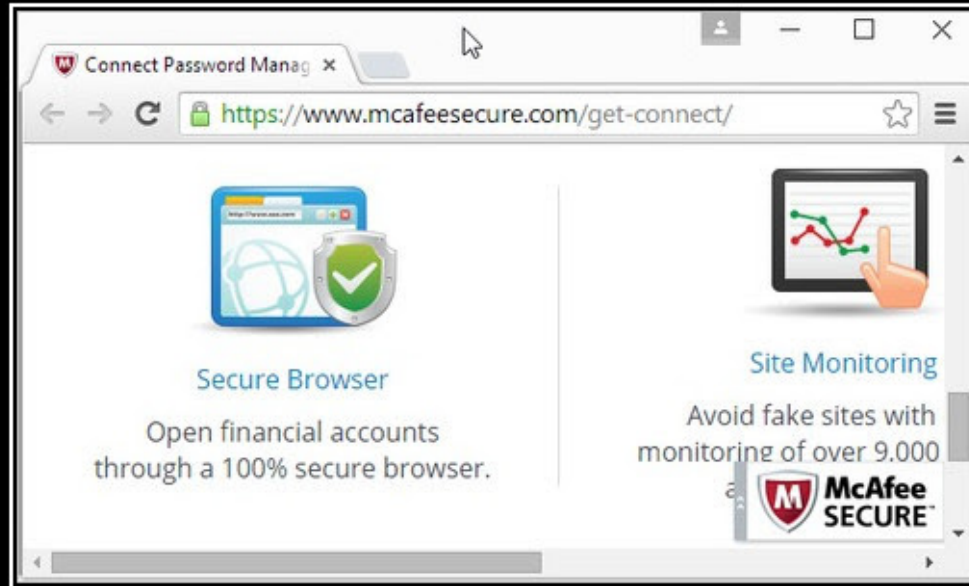 Connect Password Manag
https://www.mcafeesecure.com/get-connect/
Secure Browser
Open financial accounts
through a 100% secure browser.
Site Monitoring
Avoid fake sites with
monitoring of over 9,000
McAfee
SECURE